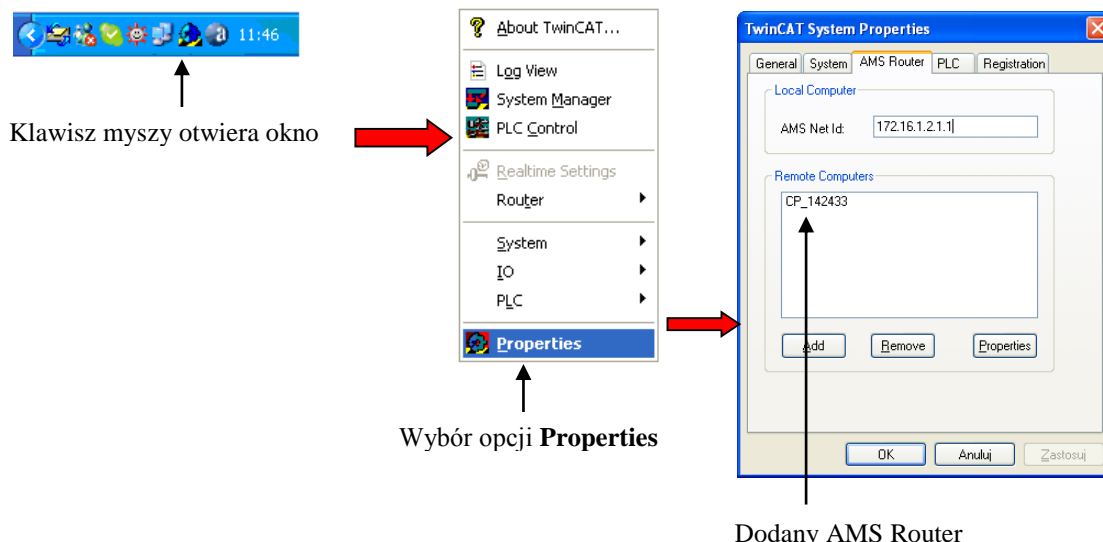 11:46
Klawisz myszy otwiera okno
About TwinCAT...
Log View
System Manager
PLC Control
Realtime Settings
Router
System
IO
PLC
Properties
Wybór opcji Properties
TwinCAT System Properties
General System AMS Router PLC Registration
Local Computer
AMS Net Id: 172.16.1.2.1.1
Remote Computers
CP_142433
Add Remove Properties
OK Anuluj Zastosuj
Dodany AMS Router